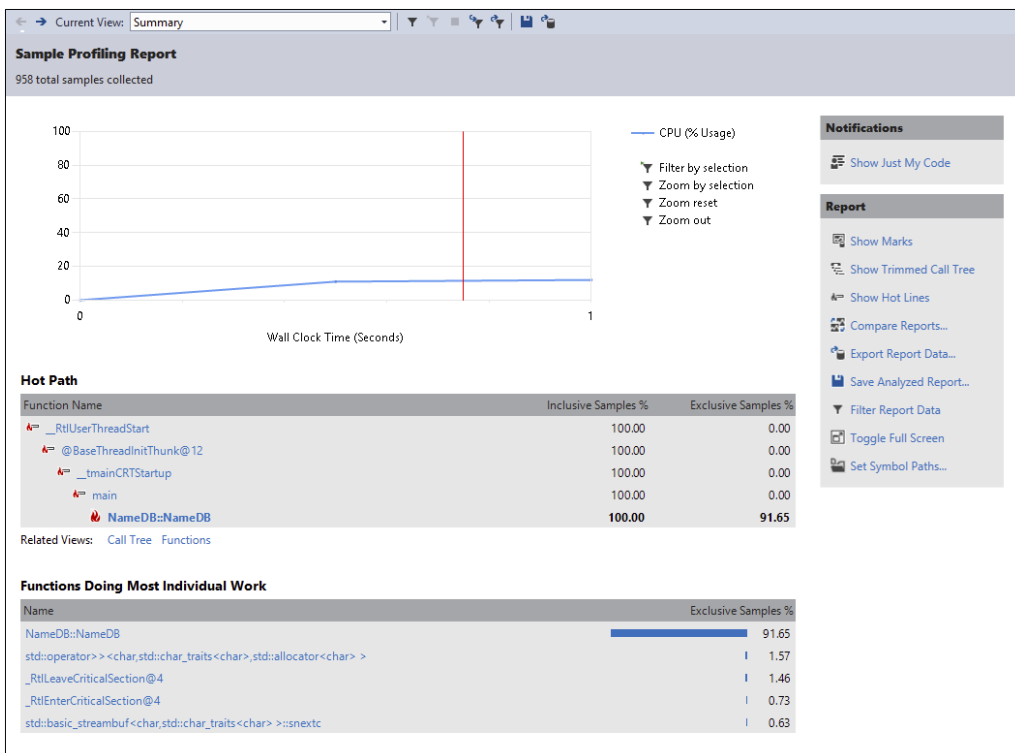 Current View: Summary
Sample Profiling Report
958 total samples collected
100
80
60
40
20
0
0 1
Wall Clock Time (Seconds)
CPU (% Usage)
Filter by selection
Zoom by selection
Zoom reset
Zoom out
Notifications
Show Just My Code
Report
Show Marks
Show Trimmed Call Tree
Show Hot Lines
Compare Reports...
Export Report Data...
Save Analyzed Report...
Filter Report Data
Toggle Full Screen
Set Symbol Paths...
Hot Path
Function Name Inclusive Samples % Exclusive Samples %
__RtlUserThreadStart 100.00 0.00
@BaseThreadInitThunk@12 100.00 0.00
__tmainCRTStartup 100.00 0.00
main 100.00 0.00
NameDB::NameDB 100.00 91.65
Related Views: Call Tree Functions
Functions Doing Most Individual Work
Name Exclusive Samples %
NameDB::NameDB 91.65
std::operator>><char,std::char_traits<char>,std::allocator<char> > 1.57
_RtlLeaveCriticalSection@4 1.46
_RtlEnterCriticalSection@4 0.73
std::basic_streambuf<char,std::char_traits<char> >::snextc 0.63